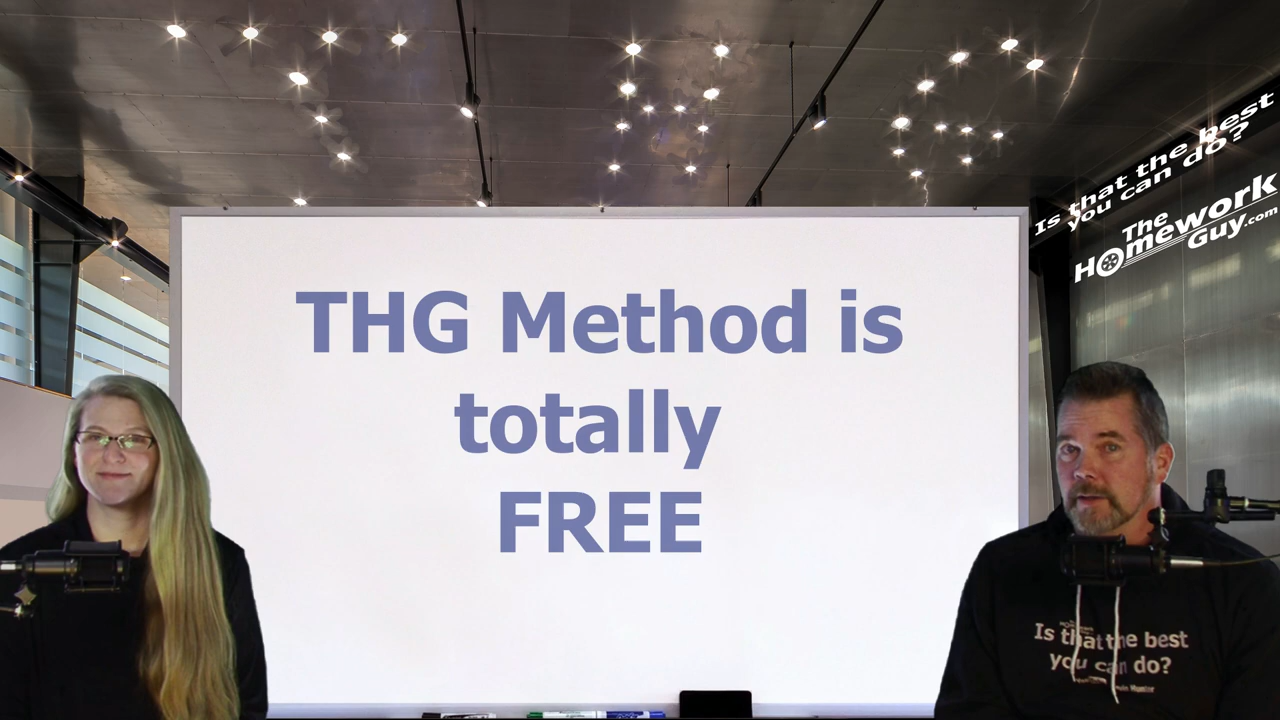 Is that the best
you can do?
The
Homework
Guy.com
THG Method is
totally
FREE
Is that the best
you can do?